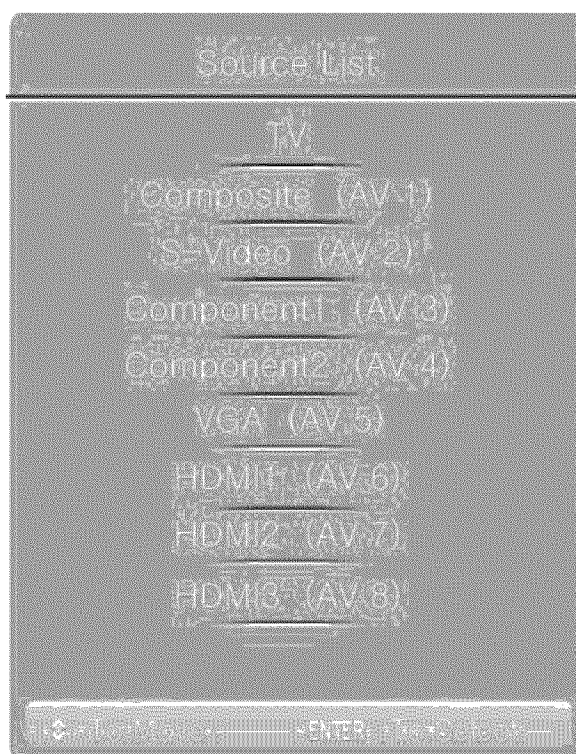 Source List
TV
Composite (AV 1)
S-Video (AV 2)
Component1 (AV 3)
Component2 (AV 4)
VGA (AV 5)
HDMI1 (AV 6)
HDMI2 (AV 7)
HDMI3 (AV 8)
ENTER